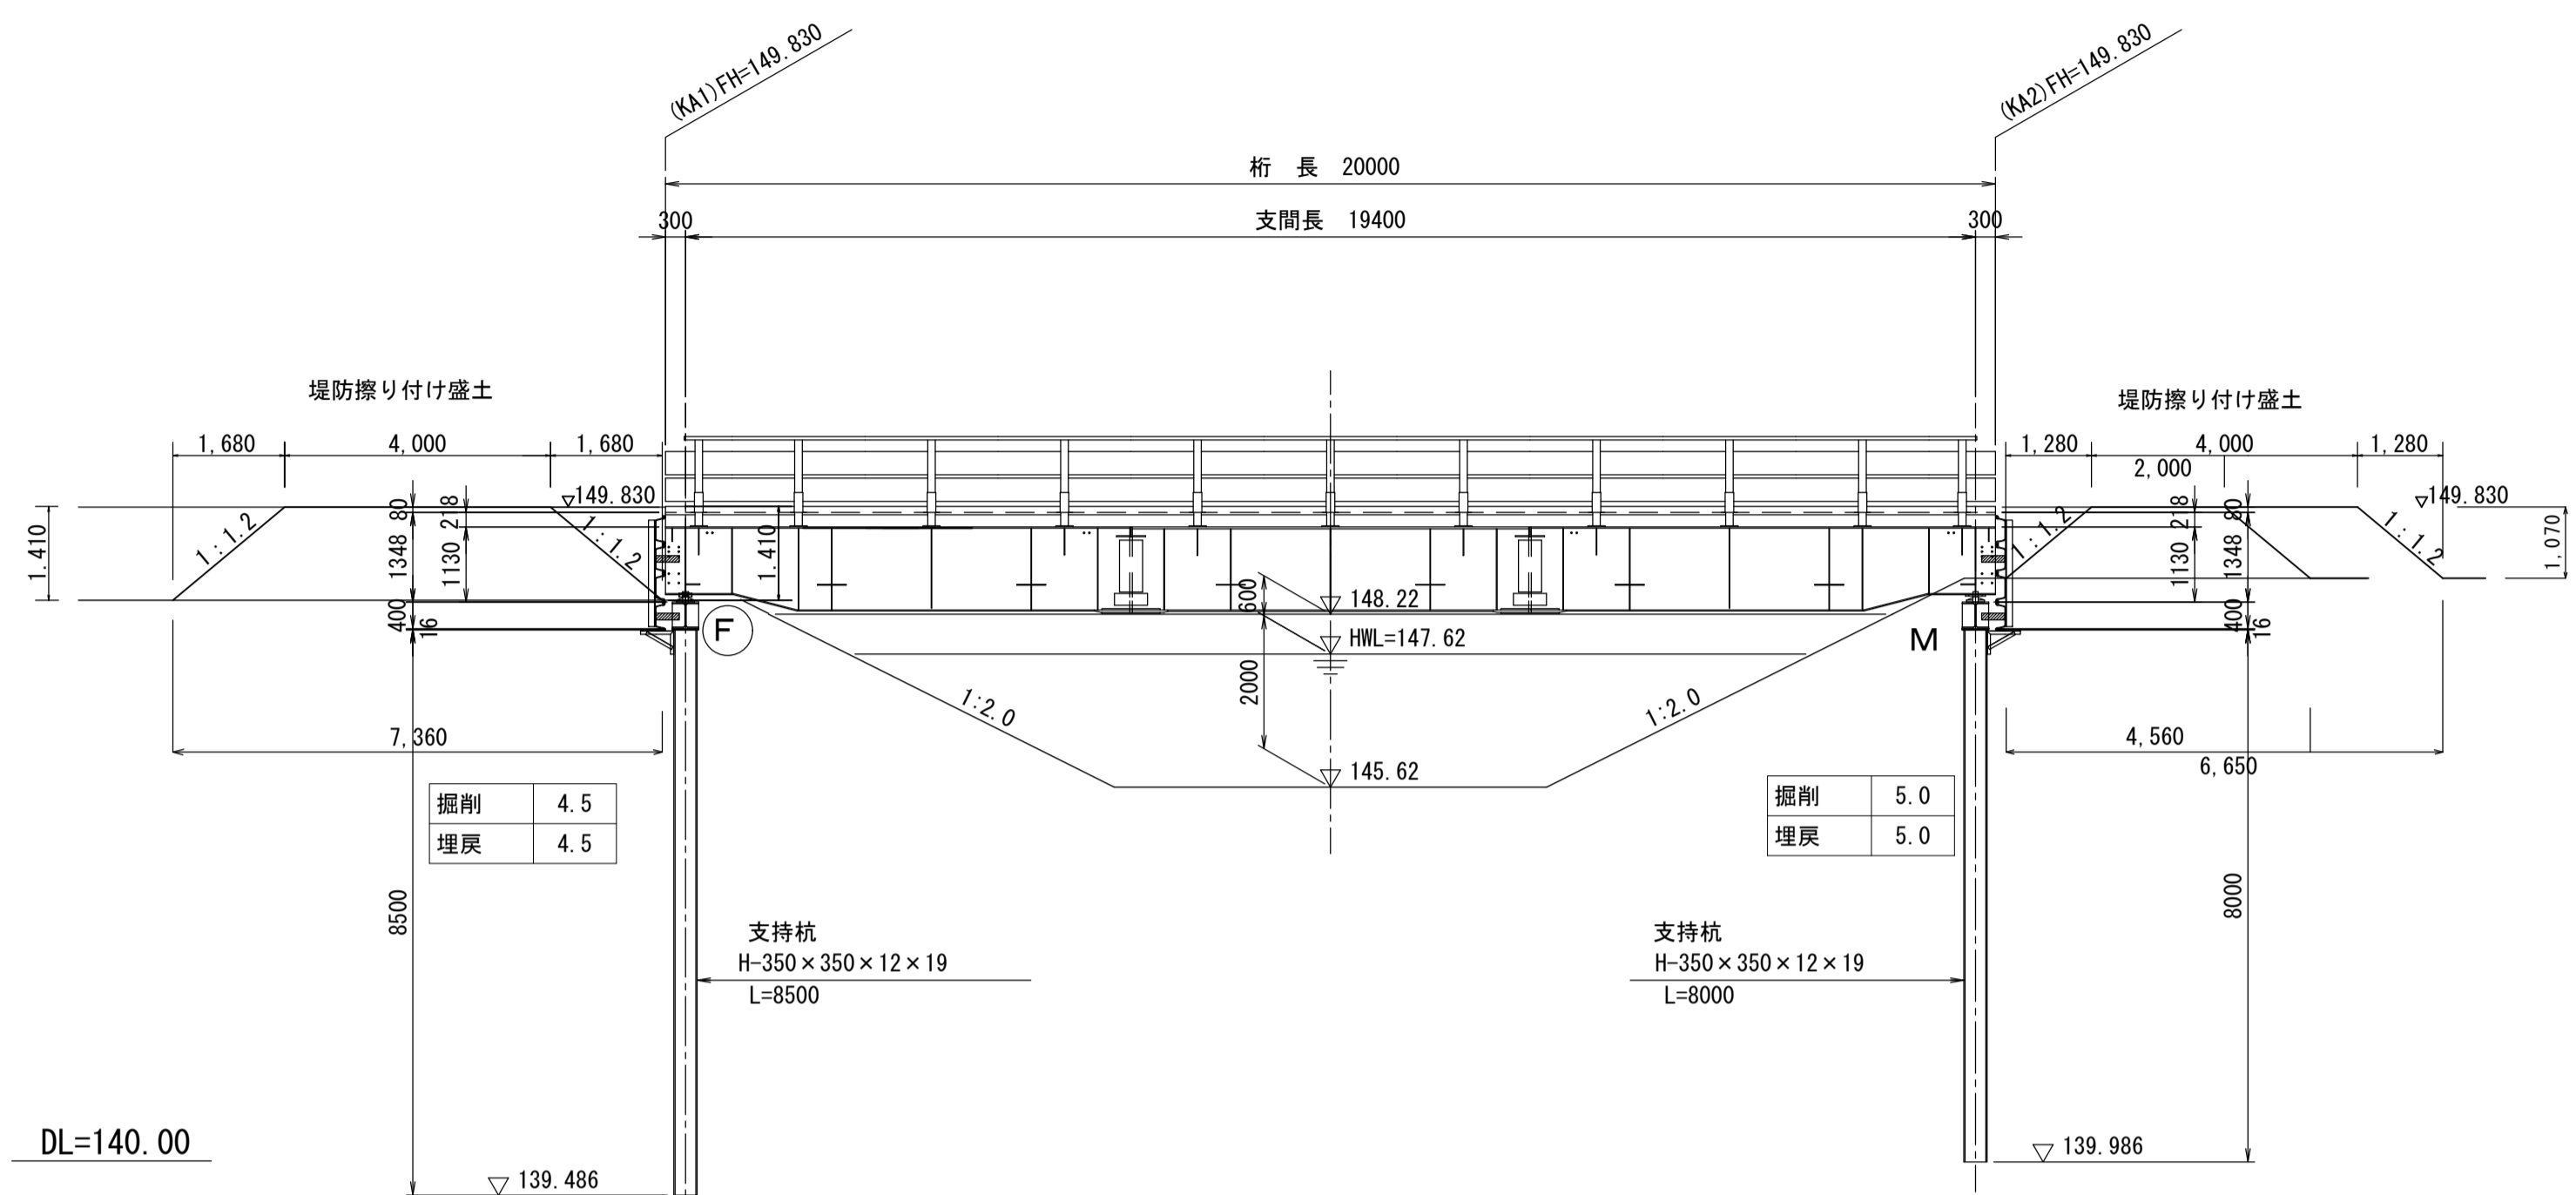 (KA1)FH=149.830
(KA2)FH=149.830
桁 長 20000
300
支間長 19400
300
堤防擦り付け盛土
堤防擦り付け盛土
1,680
4,000
1,680
1,280
4,000
1,280
2,000
▽149.830
▽149.830
1.410
1:1.2
1:1.2
80
218
1348
1130
400
16
1.410
1:1.2
1:1.2
80
218
1348
1130
400
16
1,070
600
148.22
HWL=147.62
2000
145.62
F
M
1:2.0
1:2.0
7,360
4,560
6,650
掘削 4.5
埋戻 4.5
掘削 5.0
埋戻 5.0
8500
8000
支持杭
H-350×350×12×19
L=8500
支持杭
H-350×350×12×19
L=8000
DL=140.00
139.486
139.986